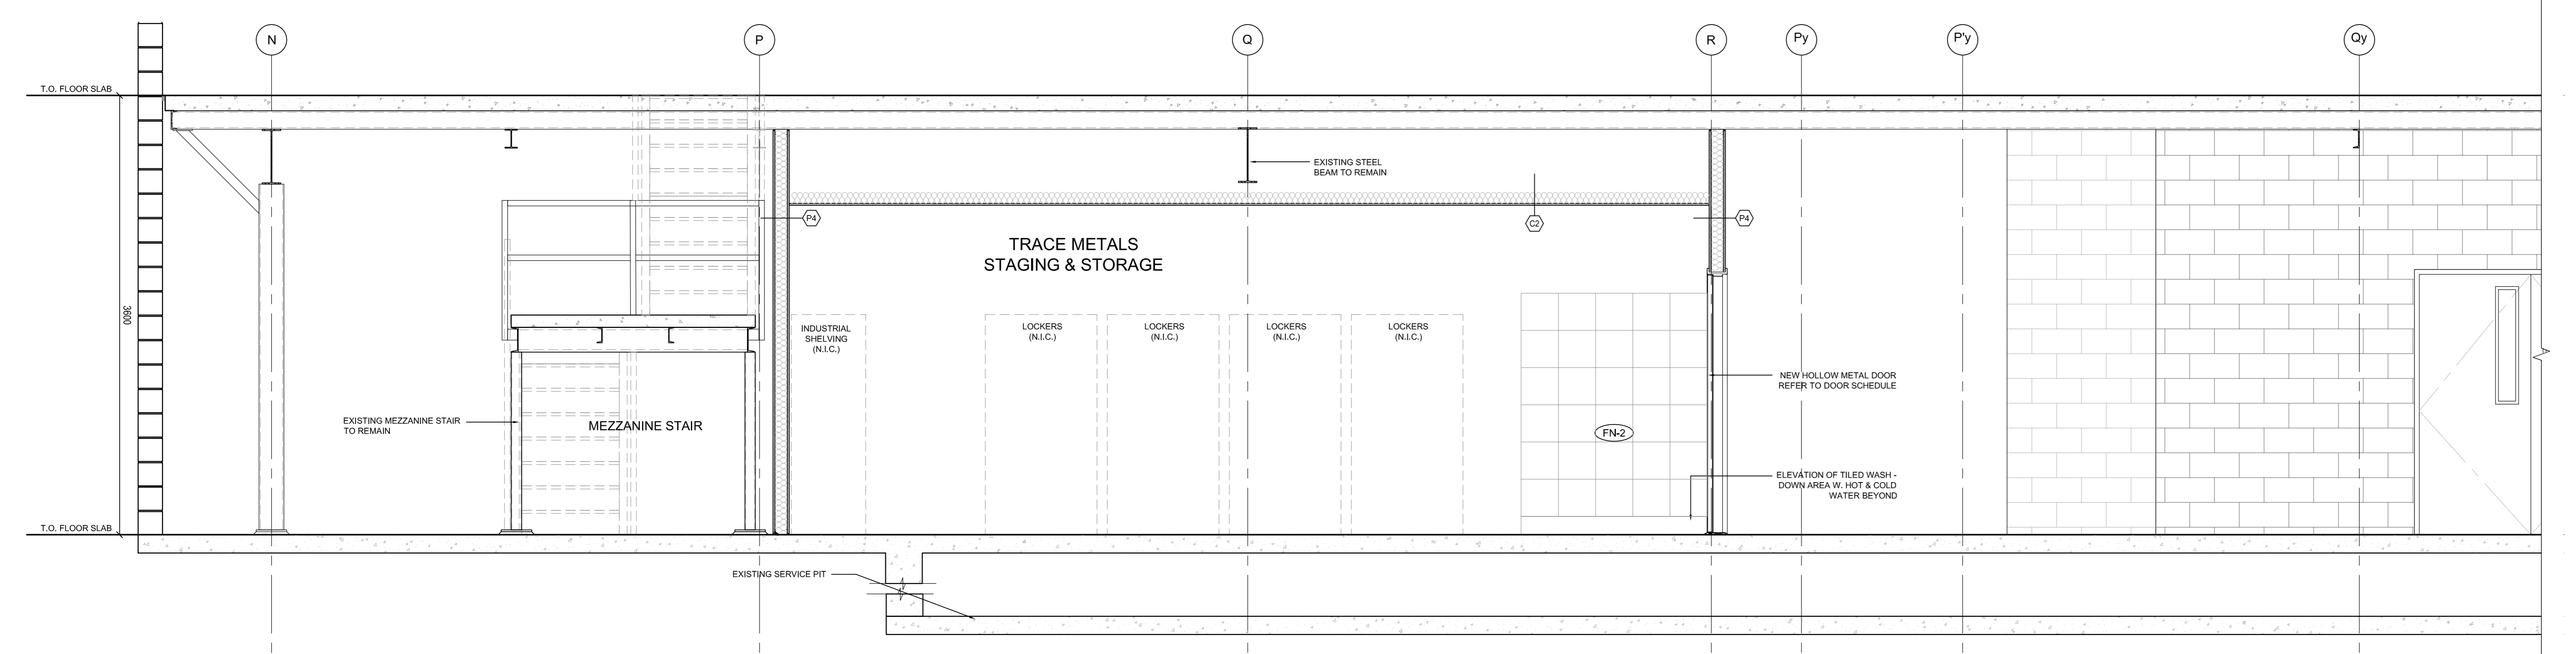 N
P
Q
R
Py
P'y
Qy
T.O. FLOOR SLAB
EXISTING STEEL
BEAM TO REMAIN
P4
C2
P4
TRACE METALS
STAGING & STORAGE
3600
INDUSTRIAL
SHELVING
(N.I.C.)
LOCKERS
(N.I.C.)
LOCKERS
(N.I.C.)
LOCKERS
(N.I.C.)
LOCKERS
(N.I.C.)
NEW HOLLOW METAL DOOR
REFER TO DOOR SCHEDULE
EXISTING MEZZANINE STAIR
TO REMAIN
MEZZANINE STAIR
FN-2
ELEVATION OF TILED WASH -
DOWN AREA W. HOT & COLD
WATER BEYOND
T.O. FLOOR SLAB
EXISTING SERVICE PIT